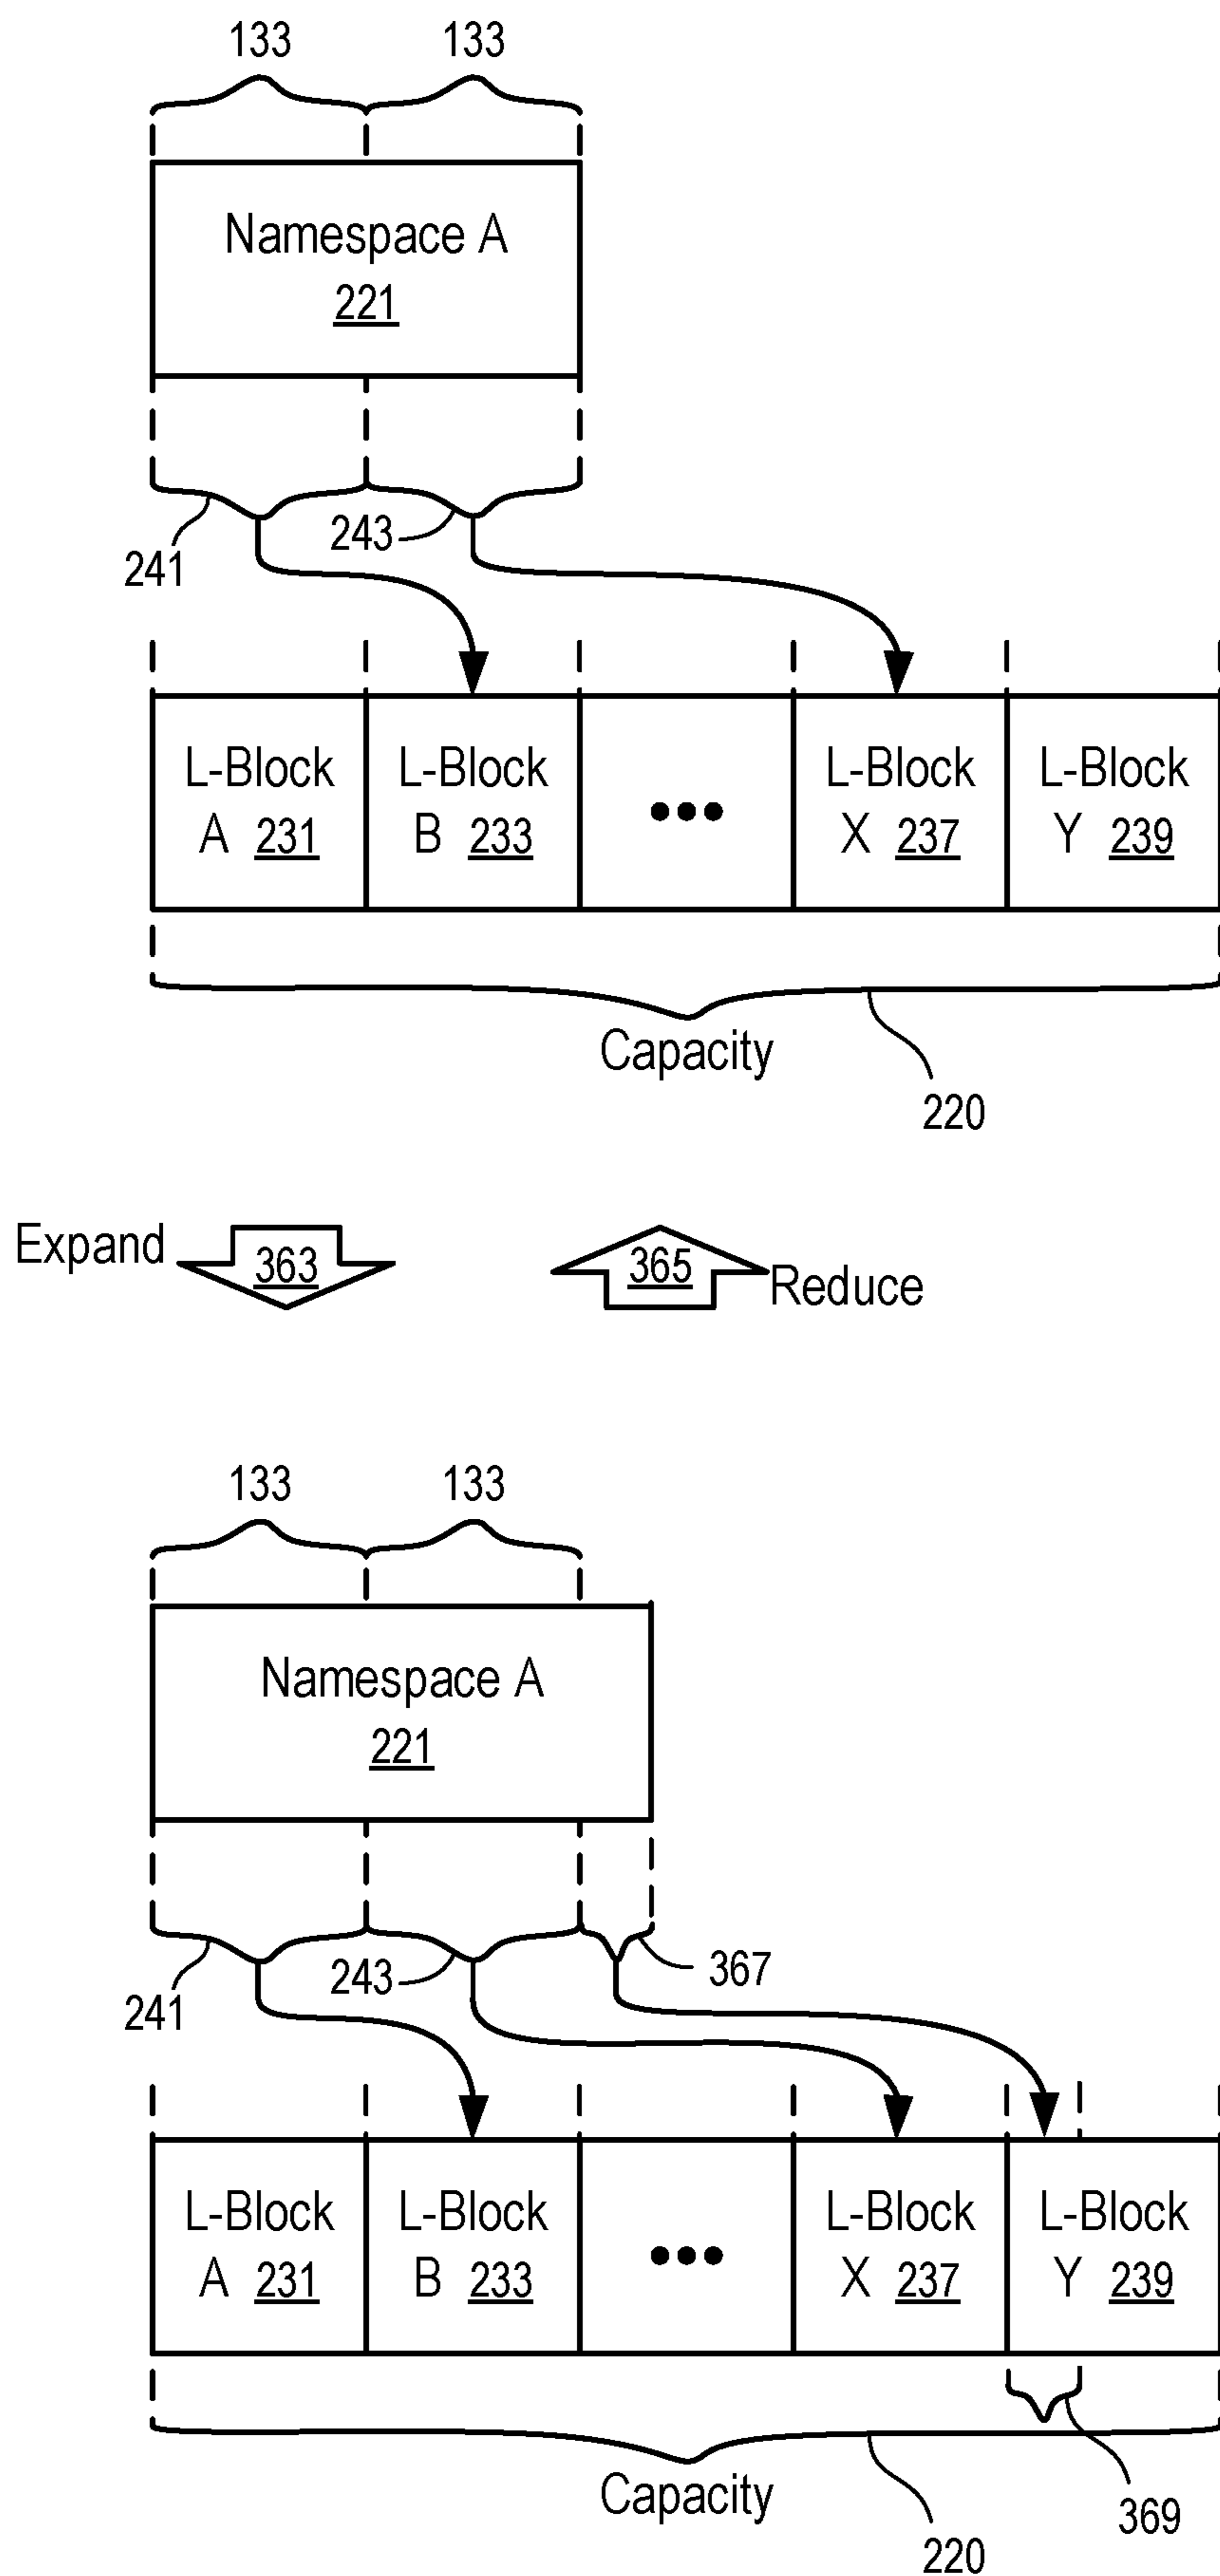 133 133
Namespace A
221
241 243
L-Block A 231
L-Block B 233
•••
L-Block X 237
L-Block Y 239
Capacity
220
Expand 363 365 Reduce
133 133
Namespace A
221
241 243 367
L-Block A 231
L-Block B 233
•••
L-Block X 237
L-Block Y 239
Capacity
220
369